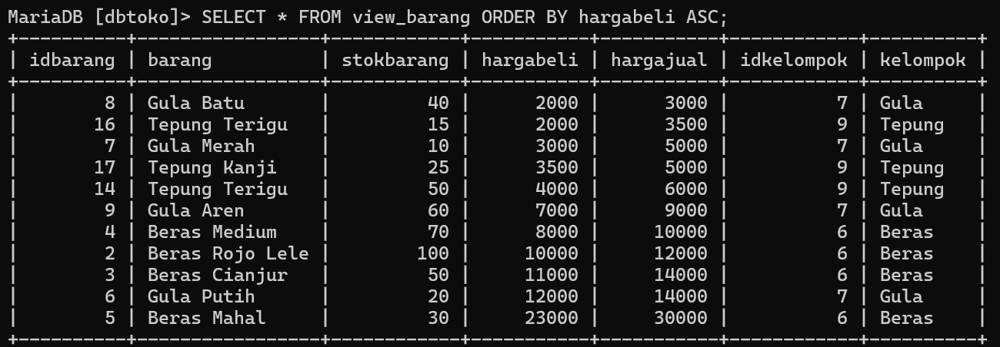 MariaDB [dbtoko]> SELECT * FROM view_barang ORDER BY hargabeli ASC;
+----------+-----------------+------------+-----------+-----------+------------+----------+
| idbarang | barang          | stokbarang | hargabeli | hargajual | idkelompok | kelompok |
+----------+-----------------+------------+-----------+-----------+------------+----------+
|        8 | Gula Batu       |         40 |      2000 |      3000 |          7 | Gula     |
|       16 | Tepung Terigu   |         15 |      2000 |      3500 |          9 | Tepung   |
|        7 | Gula Merah      |         10 |      3000 |      5000 |          7 | Gula     |
|       17 | Tepung Kanji    |         25 |      3500 |      5000 |          9 | Tepung   |
|       14 | Tepung Terigu   |         50 |      4000 |      6000 |          9 | Tepung   |
|        9 | Gula Aren       |         60 |      7000 |      9000 |          7 | Gula     |
|        4 | Beras Medium    |         70 |      8000 |     10000 |          6 | Beras    |
|        2 | Beras Rojo Lele |        100 |     10000 |     12000 |          6 | Beras    |
|        3 | Beras Cianjur   |         50 |     11000 |     14000 |          6 | Beras    |
|        6 | Gula Putih      |         20 |     12000 |     14000 |          7 | Gula     |
|        5 | Beras Mahal     |         30 |     23000 |     30000 |          6 | Beras    |
+----------+-----------------+------------+-----------+-----------+------------+----------+